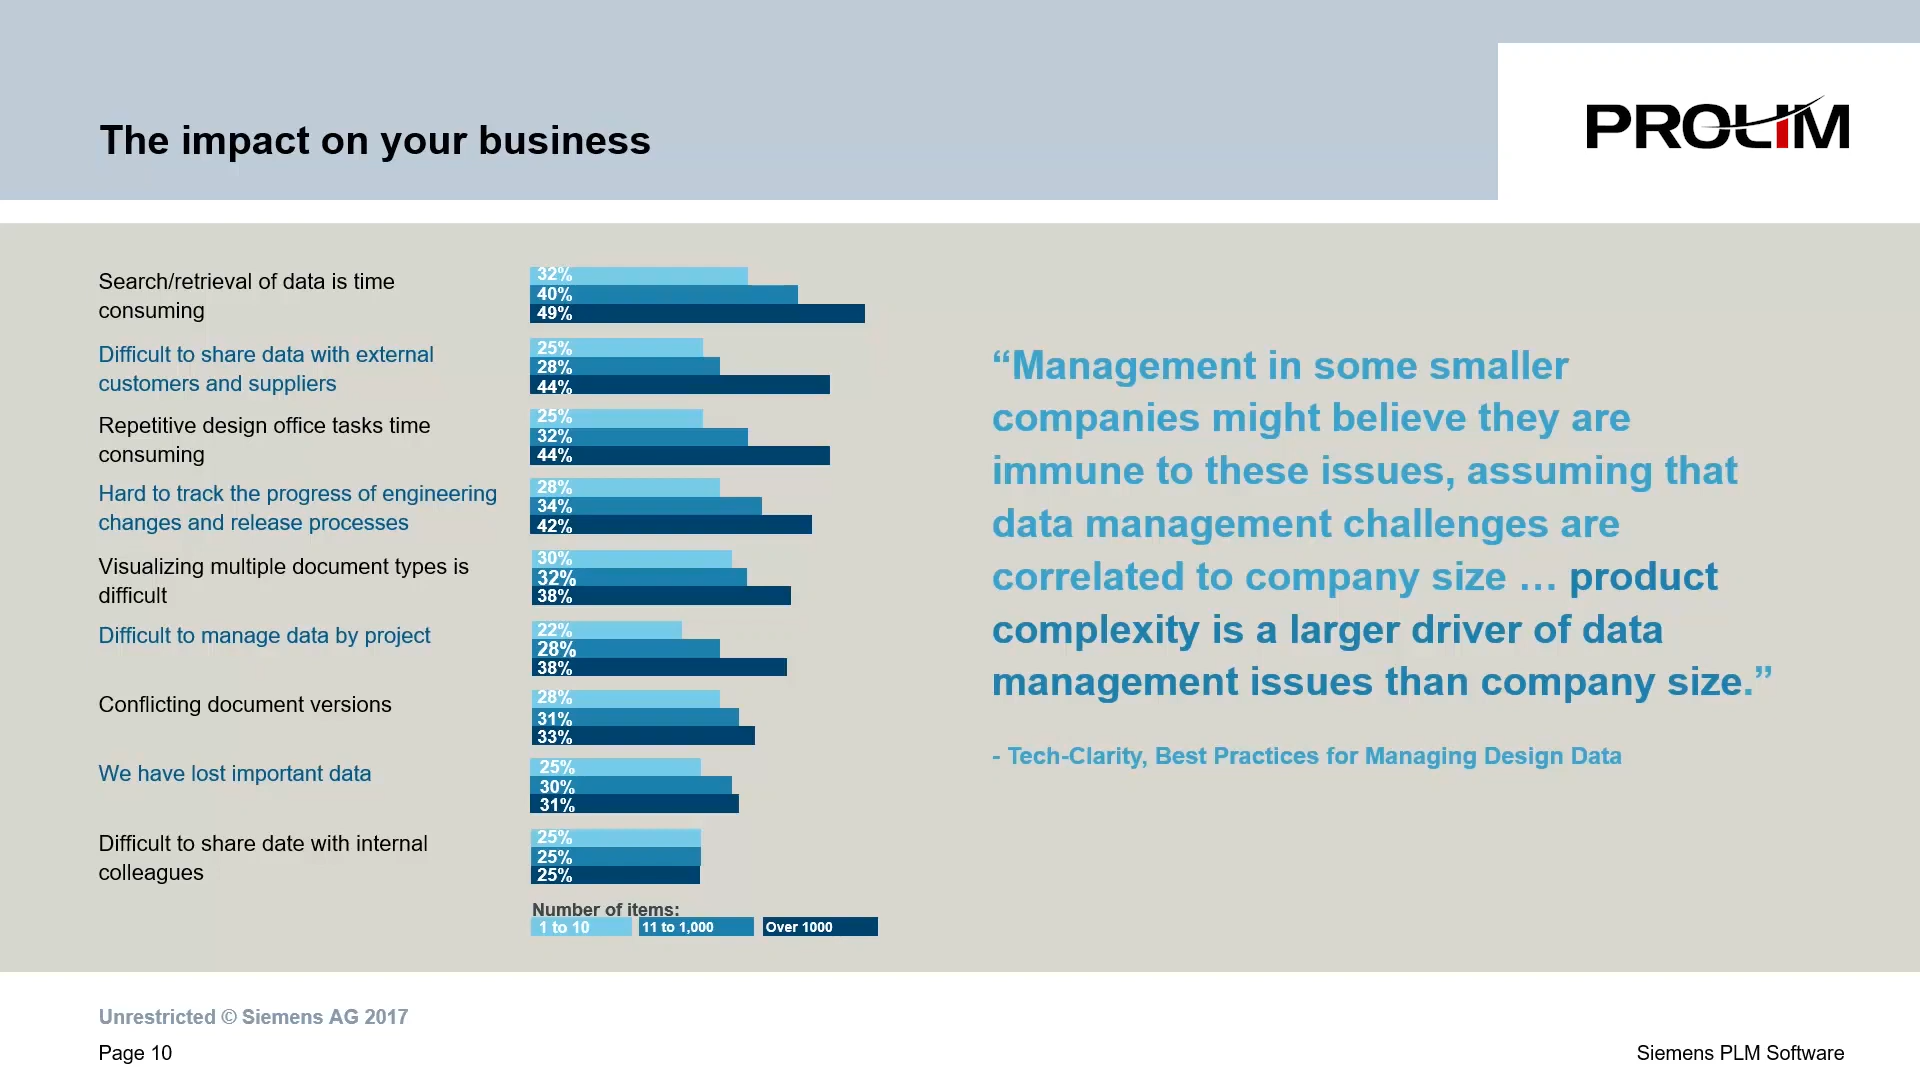 The impact on your business
PROLIM
Search/retrieval of data is time
consuming
32%
40%
49%
Difficult to share data with external
customers and suppliers
25%
28%
44%
Repetitive design office tasks time
consuming
25%
32%
44%
Hard to track the progress of engineering
changes and release processes
28%
34%
42%
Visualizing multiple document types is
difficult
30%
32%
38%
Difficult to manage data by project
22%
28%
38%
Conflicting document versions
28%
31%
33%
We have lost important data
25%
30%
31%
Difficult to share date with internal
colleagues
25%
25%
25%
Number of items:
1 to 10 11 to 1,000 Over 1000
“Management in some smaller
companies might believe they are
immune to these issues, assuming that
data management challenges are
correlated to company size … product
complexity is a larger driver of data
management issues than company size.”
- Tech-Clarity, Best Practices for Managing Design Data
Unrestricted © Siemens AG 2017
Page 10
Siemens PLM Software